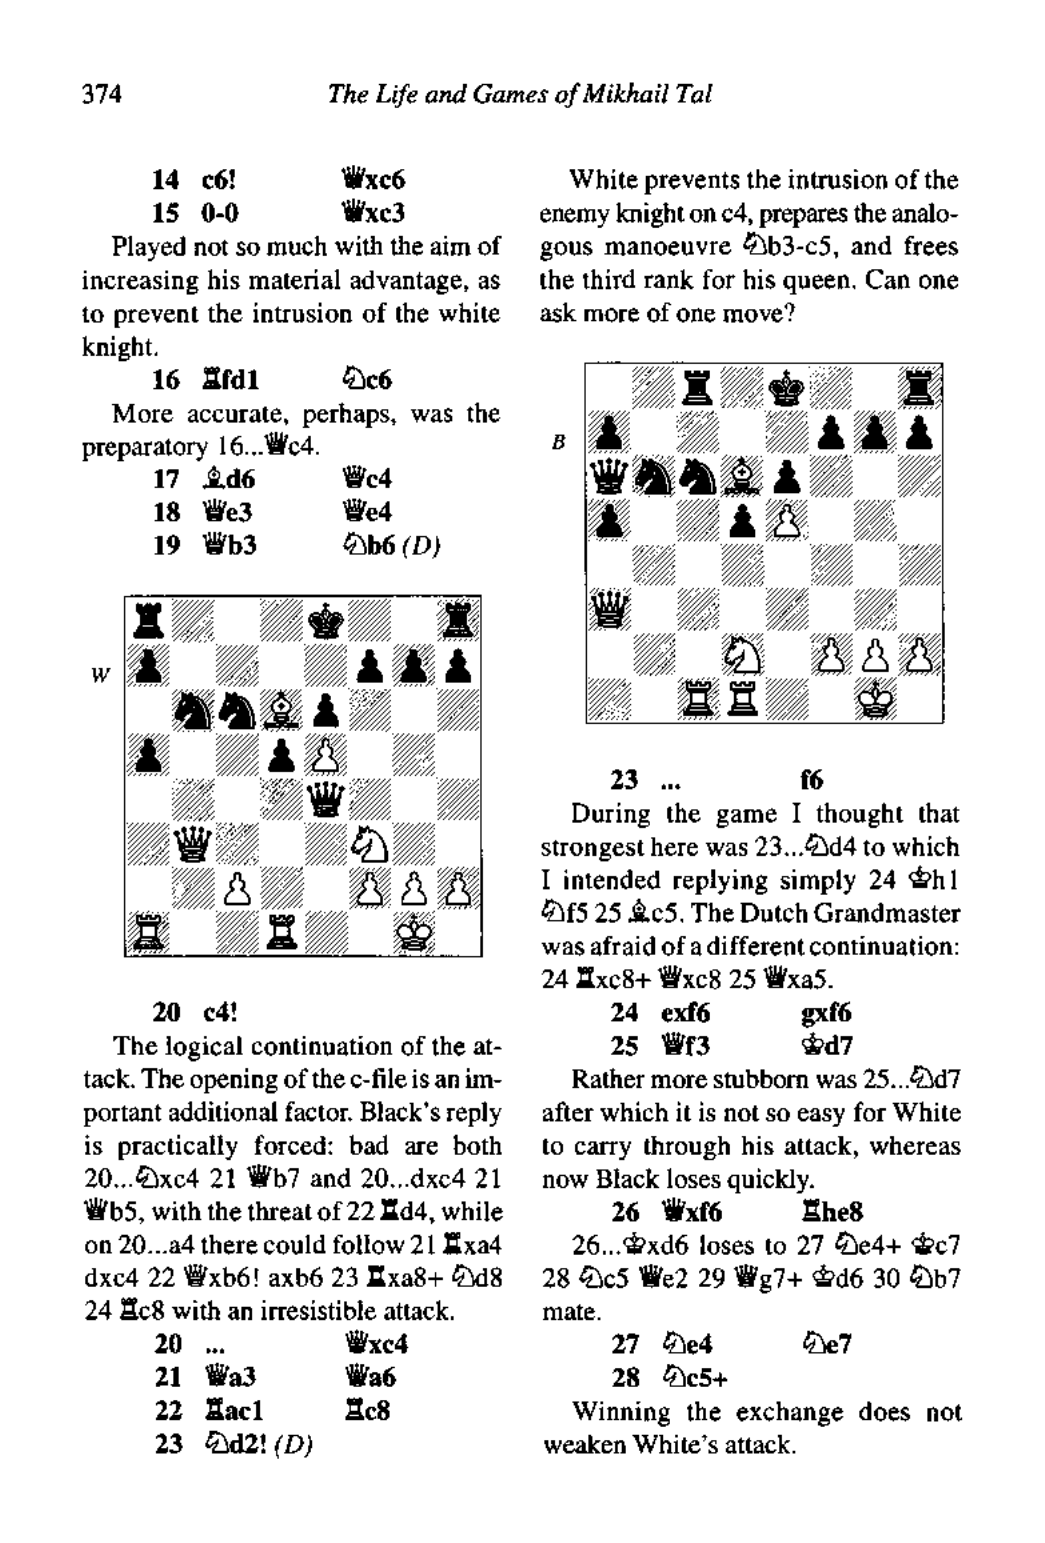 374 The Life and Games of Mikhail Tal
14 c6! ♛xc6
15 0-0 ♛xc3
Played not so much with the aim of
increasing his material advantage, as
to prevent the intrusion of the white
knight.
16 ♖fd1 ♘c6
More accurate, perhaps, was the
preparatory 16...♛c4.
17 ♗d6 ♛c4
18 ♛e3 ♛e4
19 ♛b3 ♘b6 (D)
W
20 c4!
The logical continuation of the at-
tack. The opening of the c-file is an im-
portant additional factor. Black's reply
is practically forced: bad are both
20...♘xc4 21 ♛b7 and 20...dxc4 21
♛b5, with the threat of 22 ♖d4, while
on 20...a4 there could follow 21 ♖xa4
dxc4 22 ♛xb6! axb6 23 ♖xa8+ ♘d8
24 ♖c8 with an irresistible attack.
20 ... ♛xc4
21 ♛a3 ♛a6
22 ♖ac1 ♖c8
23 ♘d2! (D)
White prevents the intrusion of the
enemy knight on c4, prepares the analo-
gous manoeuvre ♘b3-c5, and frees
the third rank for his queen. Can one
ask more of one move?
B
23 ... f6
During the game I thought that
strongest here was 23...♘d4 to which
I intended replying simply 24 ♔h1
♘f5 25 ♗c5. The Dutch Grandmaster
was afraid of a different continuation:
24 ♖xc8+ ♛xc8 25 ♛xa5.
24 exf6 gxf6
25 ♛f3 ♔d7
Rather more stubborn was 25...♘d7
after which it is not so easy for White
to carry through his attack, whereas
now Black loses quickly.
26 ♛xf6 ♖he8
26...♔xd6 loses to 27 ♘e4+ ♔c7
28 ♘c5 ♛e2 29 ♛g7+ ♔d6 30 ♘b7
mate.
27 ♘e4 ♘e7
28 ♘c5+
Winning the exchange does not
weaken White's attack.